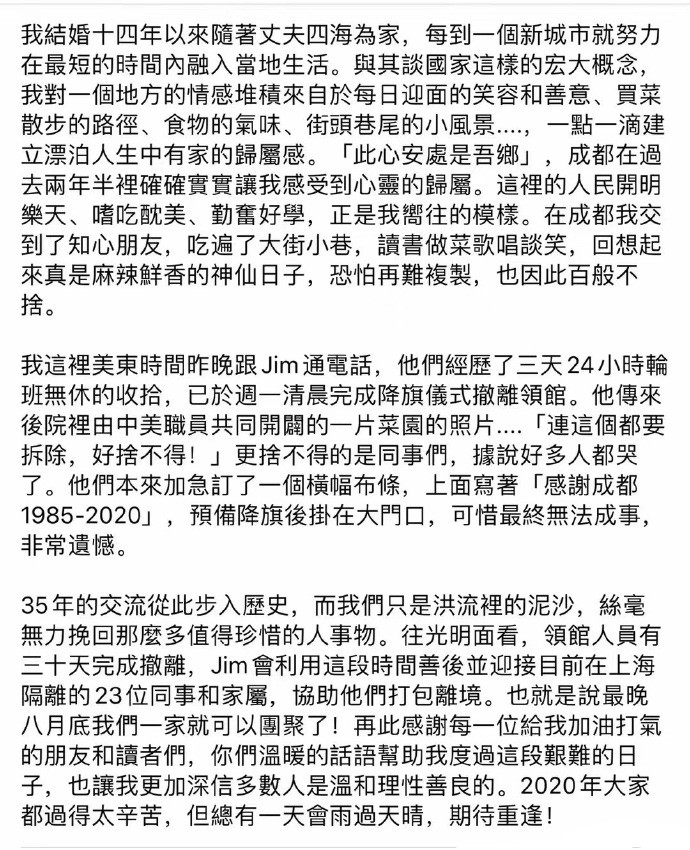 我結婚十四年以來隨著丈夫四海為家，每到一個新城市就努力
在最短的時間內融入當地生活。與其談國家這樣的宏大概念，
我對一個地方的情感堆積來自於每日迎面的笑容和善意、買菜
散步的路徑、食物的氣味、街頭巷尾的小風景....，一點一滴建
立漂泊人生中有家的歸屬感。「此心安處是吾鄉」，成都在過
去兩年半裡確確實實讓我感受到心靈的歸屬。這裡的人民開明
樂天、嗜吃酖美、勤奮好學，正是我嚮往的模樣。在成都我交
到了知心朋友，吃遍了大街小巷，讀書做菜歌唱談笑，回想起
來真是麻辣鮮香的神仙日子，恐怕再難複製，也因此百般不
捨。
我這裡美東時間昨晚跟Jim通電話，他們經歷了三天24小時輪
班無休的收拾，已於週一清晨完成降旗儀式撤離領館。他傳來
後院裡由中美職員共同開闢的一片菜園的照片....「連這個都要
拆除，好捨不得！」更捨不得的是同事們，據說好多人都哭
了。他們本來加急訂了一個橫幅布條，上面寫著「感謝成都
1985-2020」，預備降旗後掛在大門口，可惜最終無法成事，
非常遺憾。
35年的交流從此步入歷史，而我們只是洪流裡的泥沙，絲毫
無力挽回那麼多值得珍惜的人事物。往光明面看，領館人員有
三十天完成撤離，Jim會利用這段時間善後並迎接目前在上海
隔離的23位同事和家屬，協助他們打包離境。也就是說最晚
八月底我們一家就可以團聚了！再此感謝每一位給我加油打氣
的朋友和讀者們，你們溫暖的話語幫助我度過這段艱難的日
子，也讓我更加深信多數人是溫和理性善良的。2020年大家
都過得太辛苦，但總有一天會雨過天晴，期待重逢！